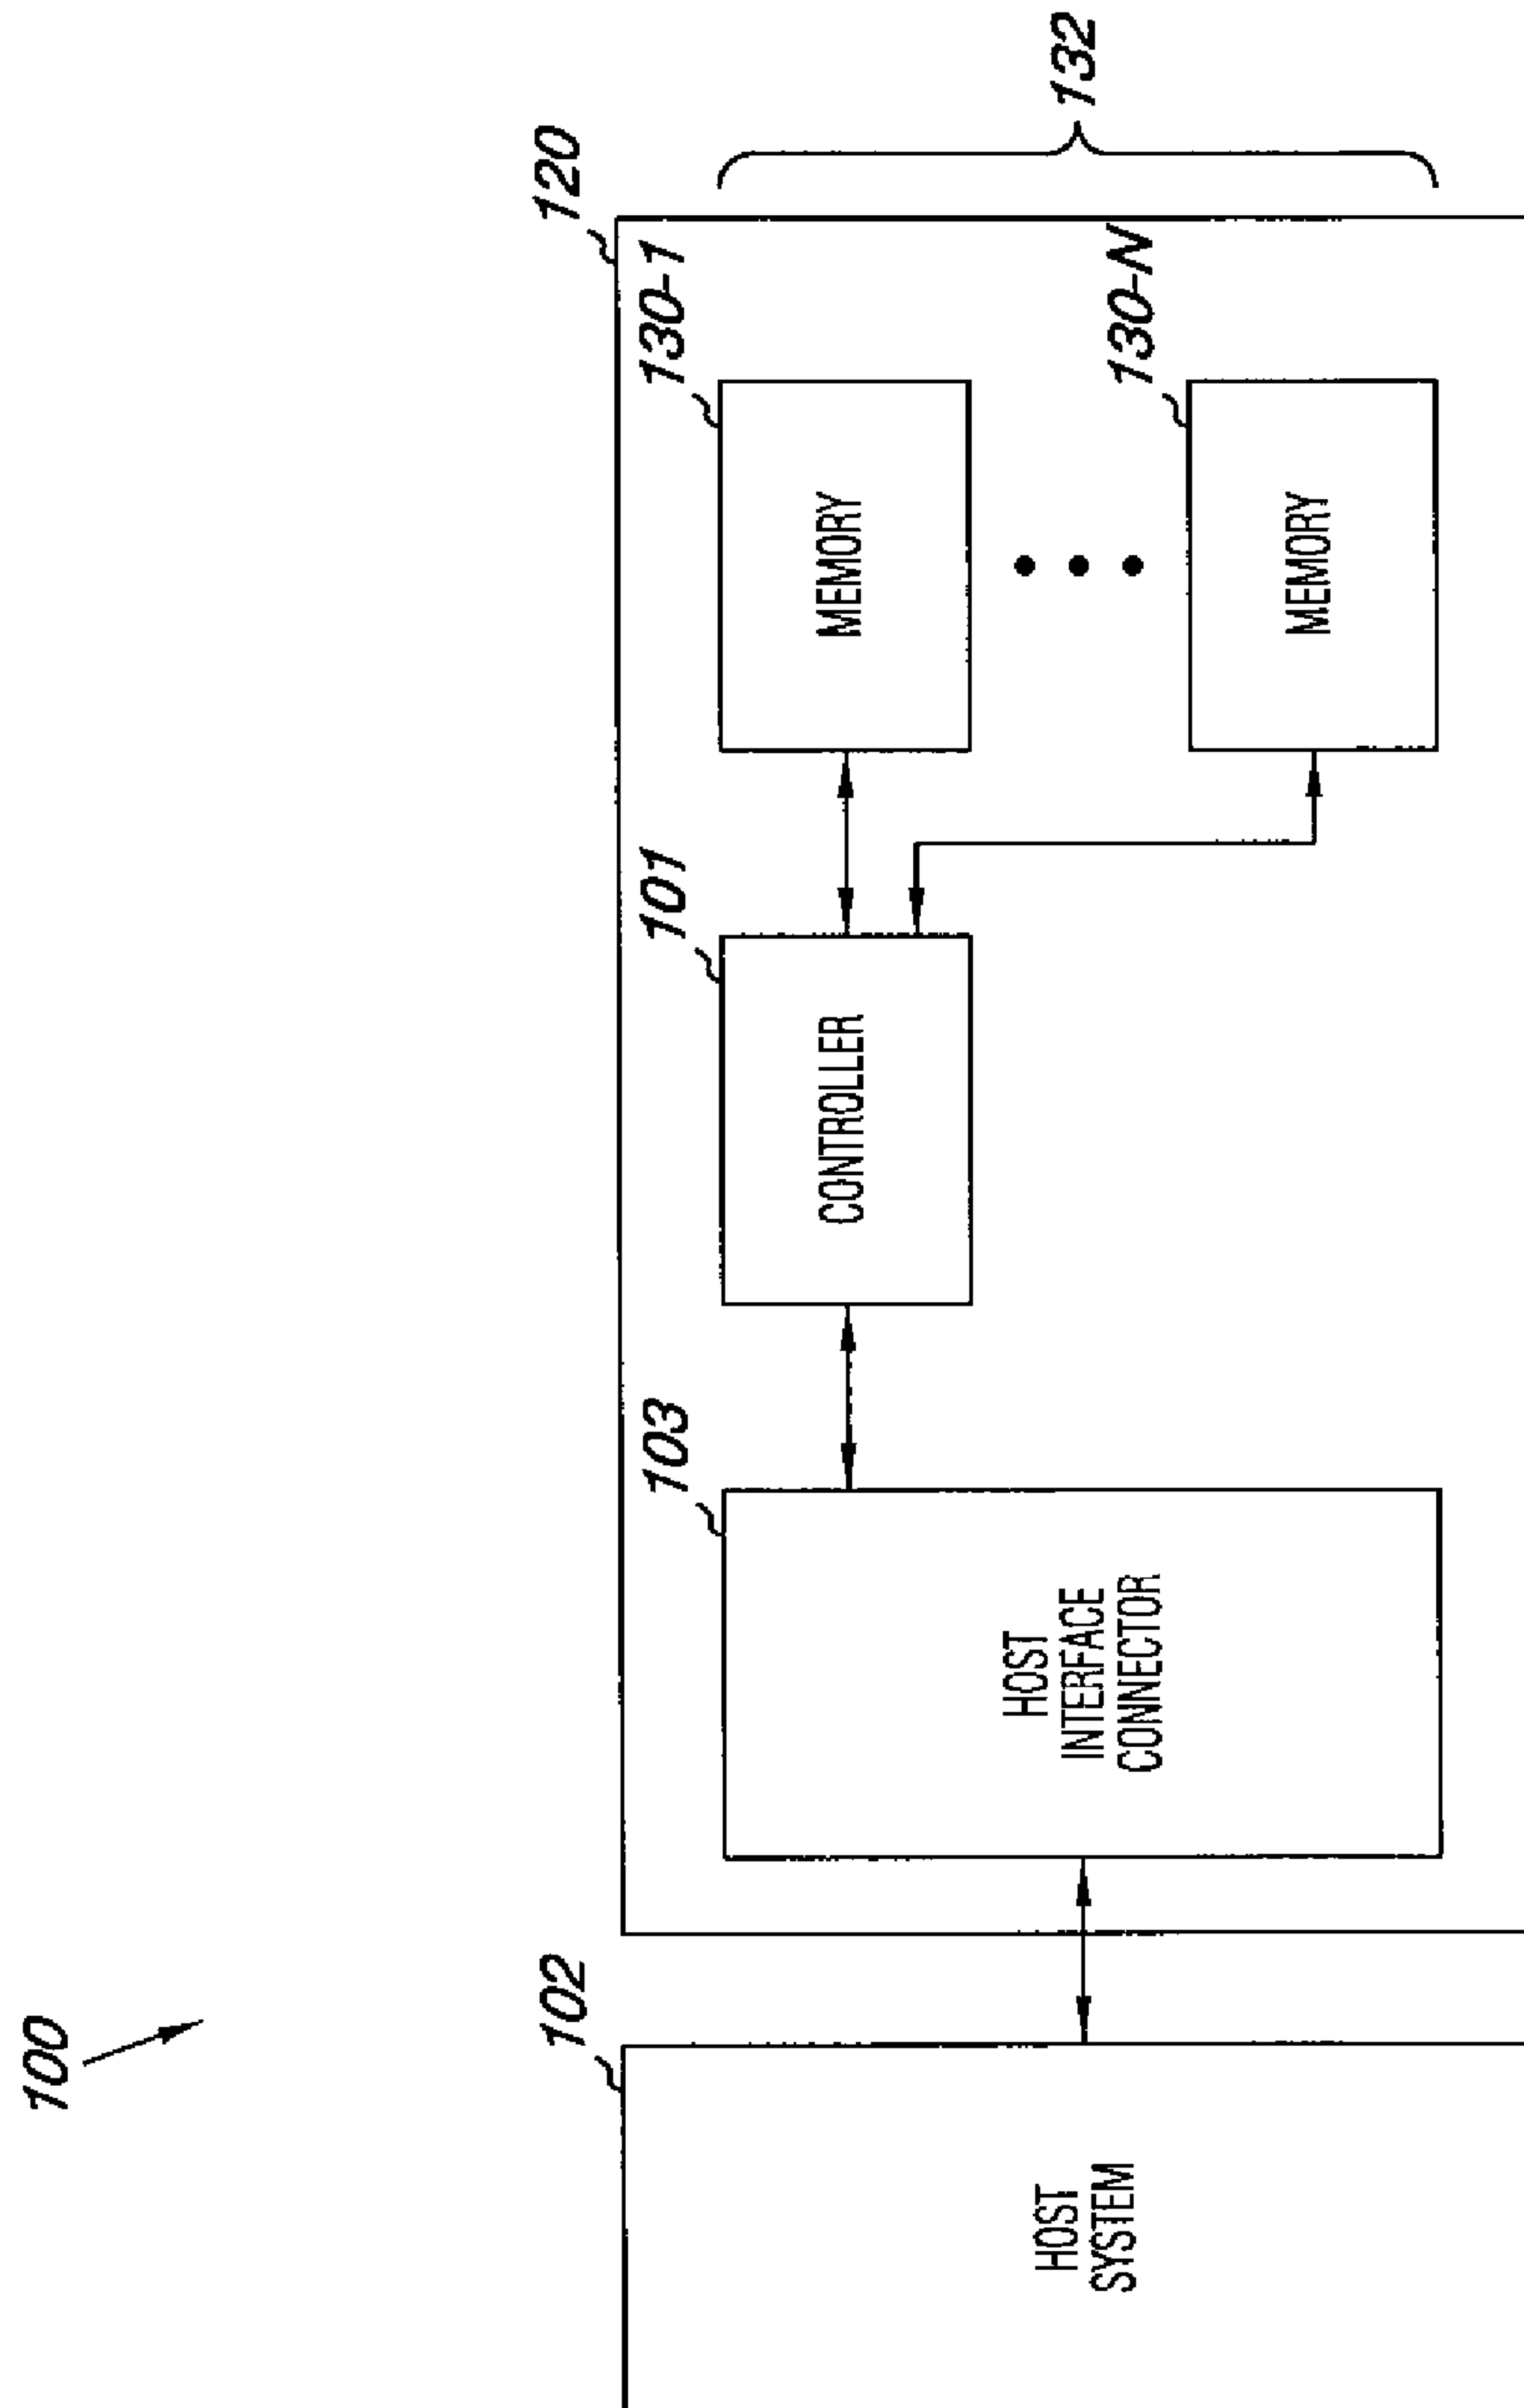 100
102
HOST
SYSTEM
120
103
HOST
INTERFACE
CONNECTOR
101
CONTROLLER
130-1
MEMORY
130-N
MEMORY
132